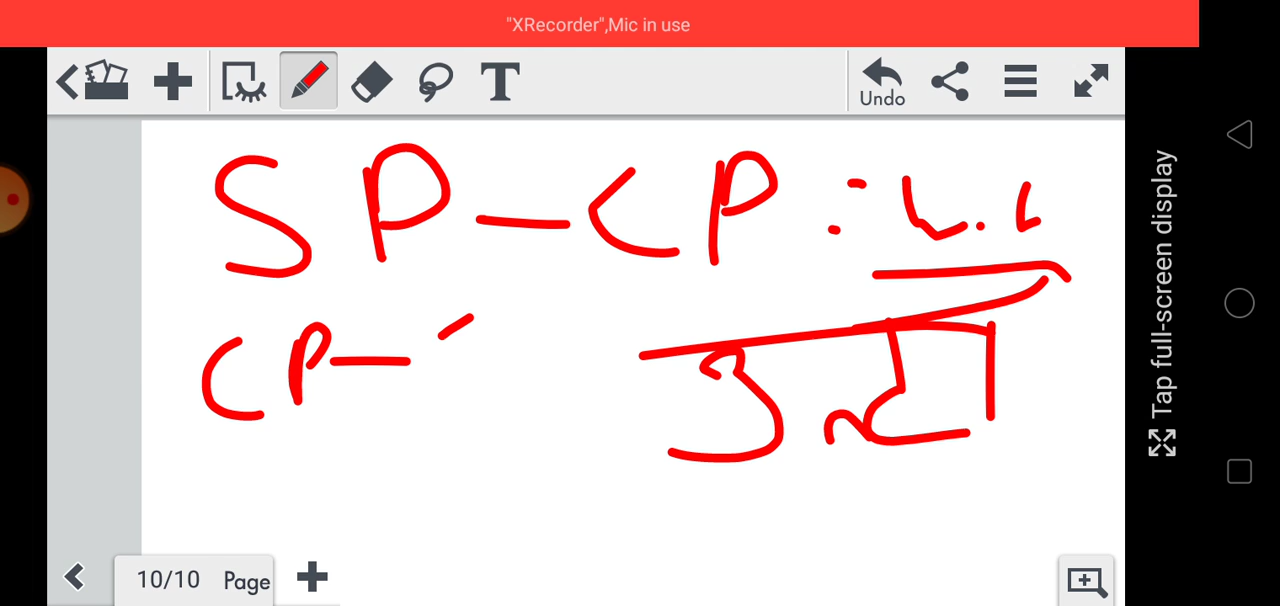 "XRecorder",Mic in use
T
Undo
Tap full-screen display
SP – CP :
CP –
10/10 Page